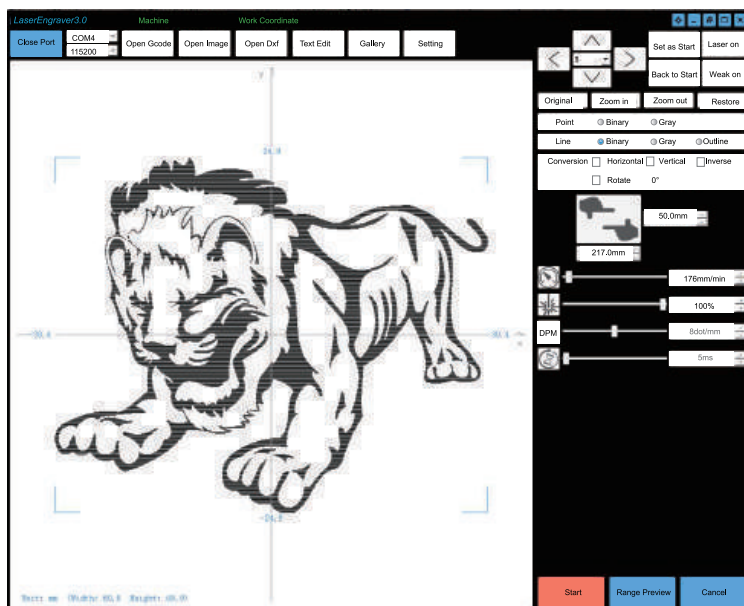 LaserEngraver3.0 Machine Work Coordinate
Close Port COM4 Open Gcode Open Image Open Dxf Text Edit Gallery Setting
115200
Set as Start Laser on
Back to Start Weak on
Original Zoom in Zoom out Restore
Point Binary Gray
Line Binary Gray Outline
Conversion Horizontal Vertical Inverse
Rotate 0°
50.0mm
217.0mm
176mm/min
100%
DPM 8dot/mm
5ms
Start Range Preview Cancel